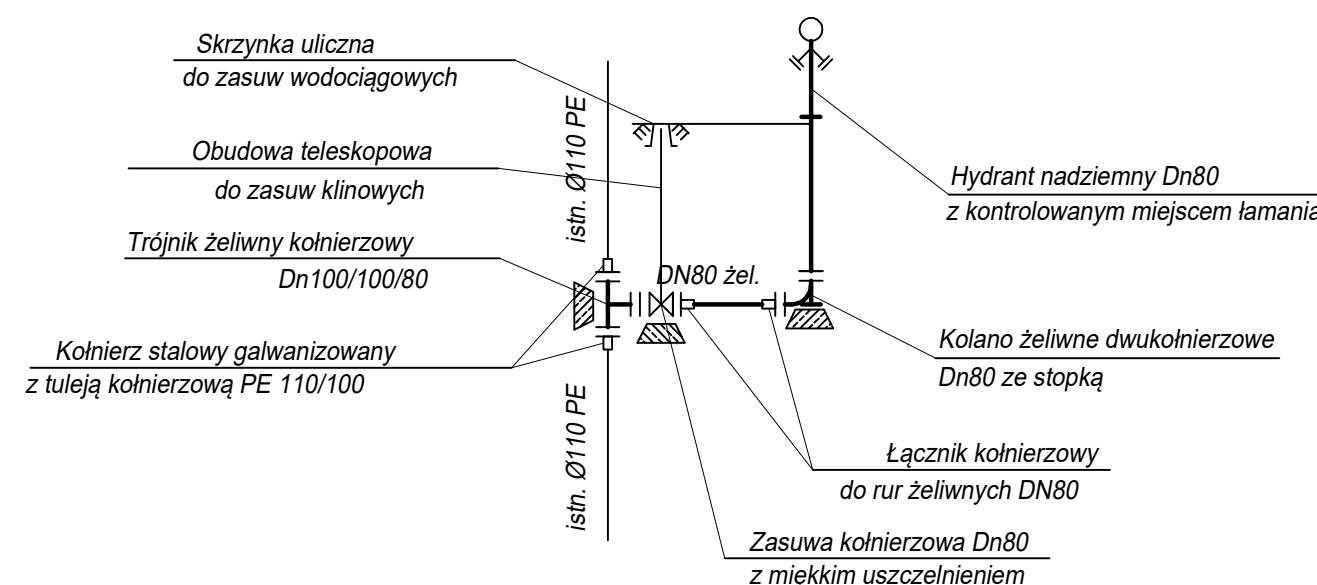 Skrzynka uliczna
do zasuw wodociągowych
Obudowa teleskopowa
do zasuw klinowych
Trójnik żeliwny kołnierzowy
Dn100/100/80
Kołnierz stalowy galwanizowany
z tuleją kołnierzową PE 110/100
istn. Ø110 PE
istn. Ø110 PE
DN80 żel.
Hydrant nadziemny Dn80
z kontrolowanym miejscem łamania
Kolano żeliwne dwukołnierzowe
Dn80 ze stopką
Łącznik kołnierzowy
do rur żeliwnych DN80
Zasuwa kołnierzowa Dn80
z miękkim uszczelnieniem